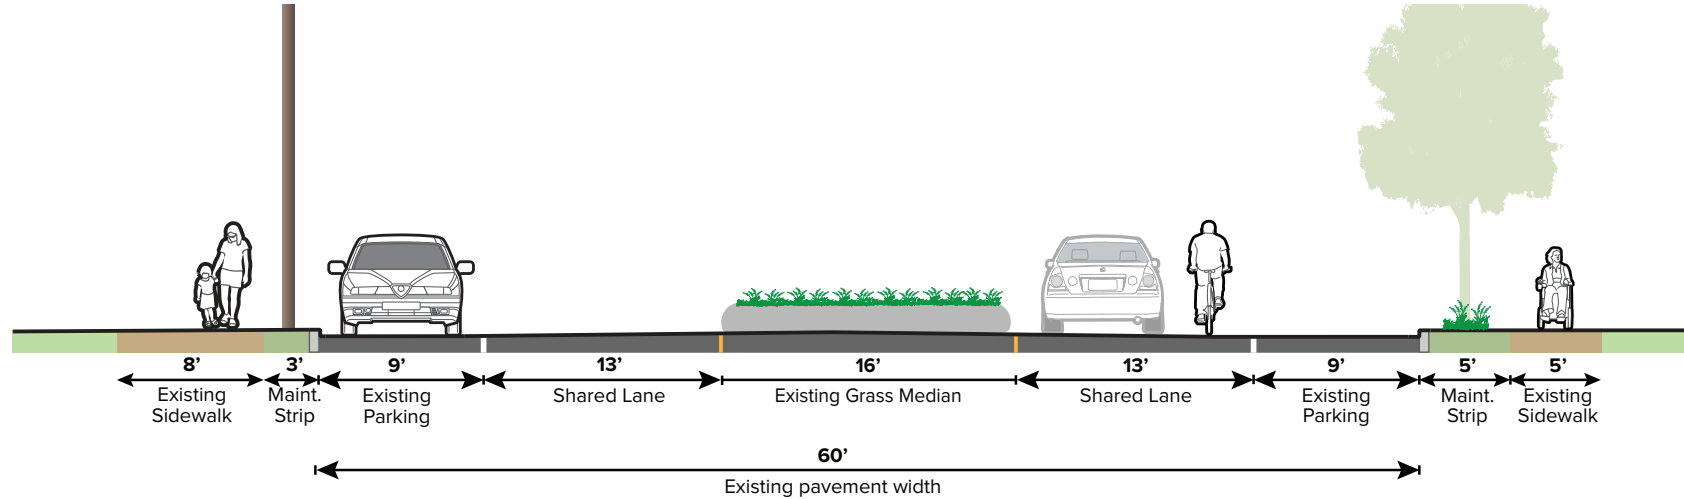 8’ 3’ 9’ 13’ 16’ 13’ 9’ 5’ 5’
Existing Maint. Existing Shared Lane Existing Grass Median Shared Lane Existing Maint. Existing
Sidewalk Strip Parking Parking Strip Sidewalk
60’
Existing pavement width